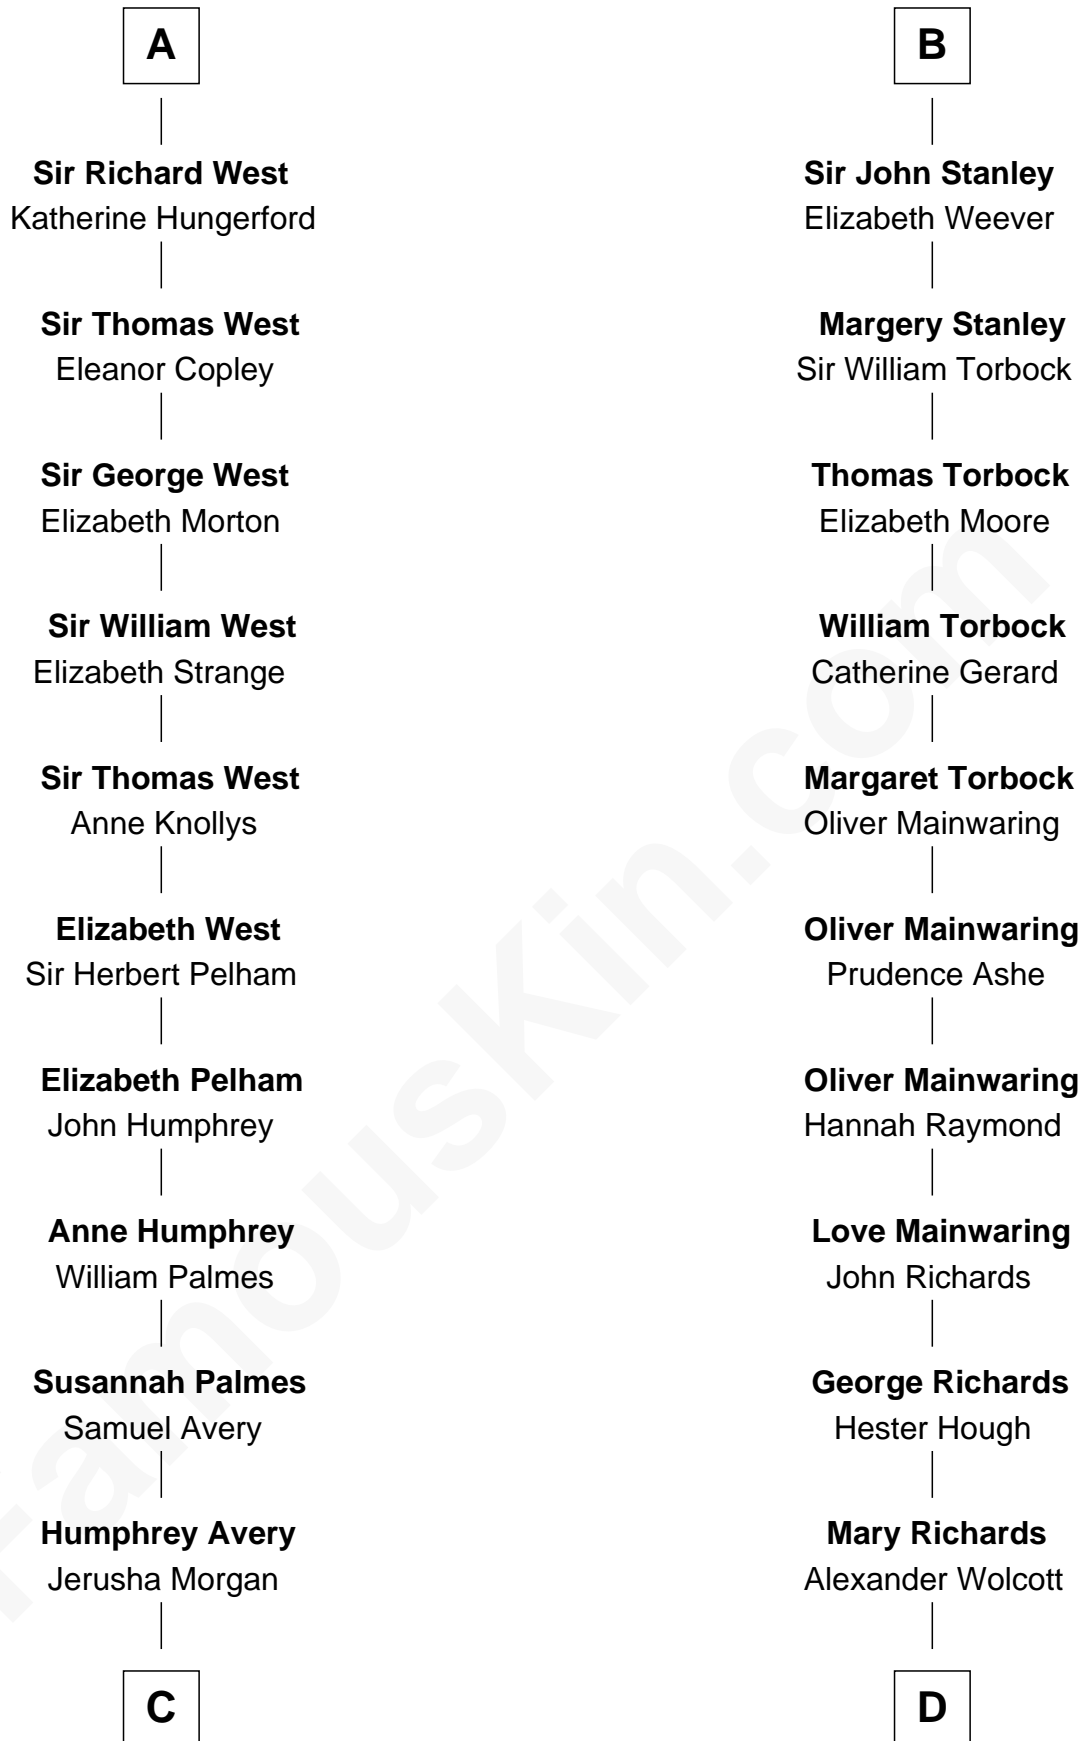 A
Sir Richard West
Katherine Hungerford
Sir Thomas West
Eleanor Copley
Sir George West
Elizabeth Morton
Sir William West
Elizabeth Strange
Sir Thomas West
Anne Knollys
Elizabeth West
Sir Herbert Pelham
Elizabeth Pelham
John Humphrey
Anne Humphrey
William Palmes
Susannah Palmes
Samuel Avery
Humphrey Avery
Jerusha Morgan
C
B
Sir John Stanley
Elizabeth Weever
Margery Stanley
Sir William Torbock
Thomas Torbock
Elizabeth Moore
William Torbock
Catherine Gerard
Margaret Torbock
Oliver Mainwaring
Oliver Mainwaring
Prudence Ashe
Oliver Mainwaring
Hannah Raymond
Love Mainwaring
John Richards
George Richards
Hester Hough
Mary Richards
Alexander Wolcott
D
FamousKin.com